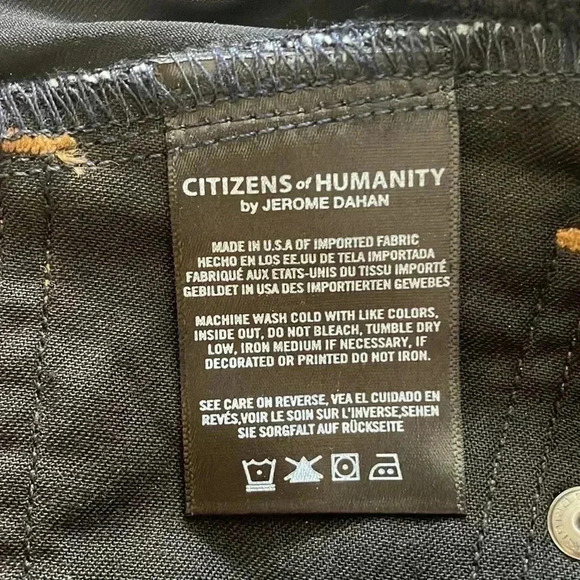 CITIZENS of HUMANITY
by JEROME DAHAN
MADE IN U.S.A OF IMPORTED FABRIC
HECHO EN LOS EE.UU DE TELA IMPORTADA
FABRIQUÉ AUX ETATS-UNIS DU TISSU IMPORTÉ
GEBILDET IN USA DES IMPORTIERTEN GEWEBES
MACHINE WASH COLD WITH LIKE COLORS,
INSIDE OUT, DO NOT BLEACH, TUMBLE DRY
LOW, IRON MEDIUM IF NECESSARY, IF
DECORATED OR PRINTED DO NOT IRON.
SEE CARE ON REVERSE, VEA EL CUIDADO EN
REVÉS,VOIR LE SOIN SUR L'INVERSE,SEHEN
SIE SORGFALT AUF RÜCKSEITE